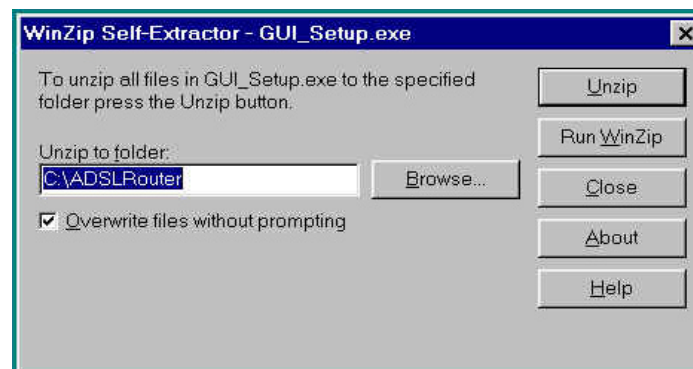 WinZip Self-Extractor - GUI_Setup.exe
To unzip all files in GUI_Setup.exe to the specified
folder press the Unzip button.
Unzip to folder:
C:\ADSLRouter
Browse...
Overwrite files without prompting
Unzip
Run WinZip
Close
About
Help